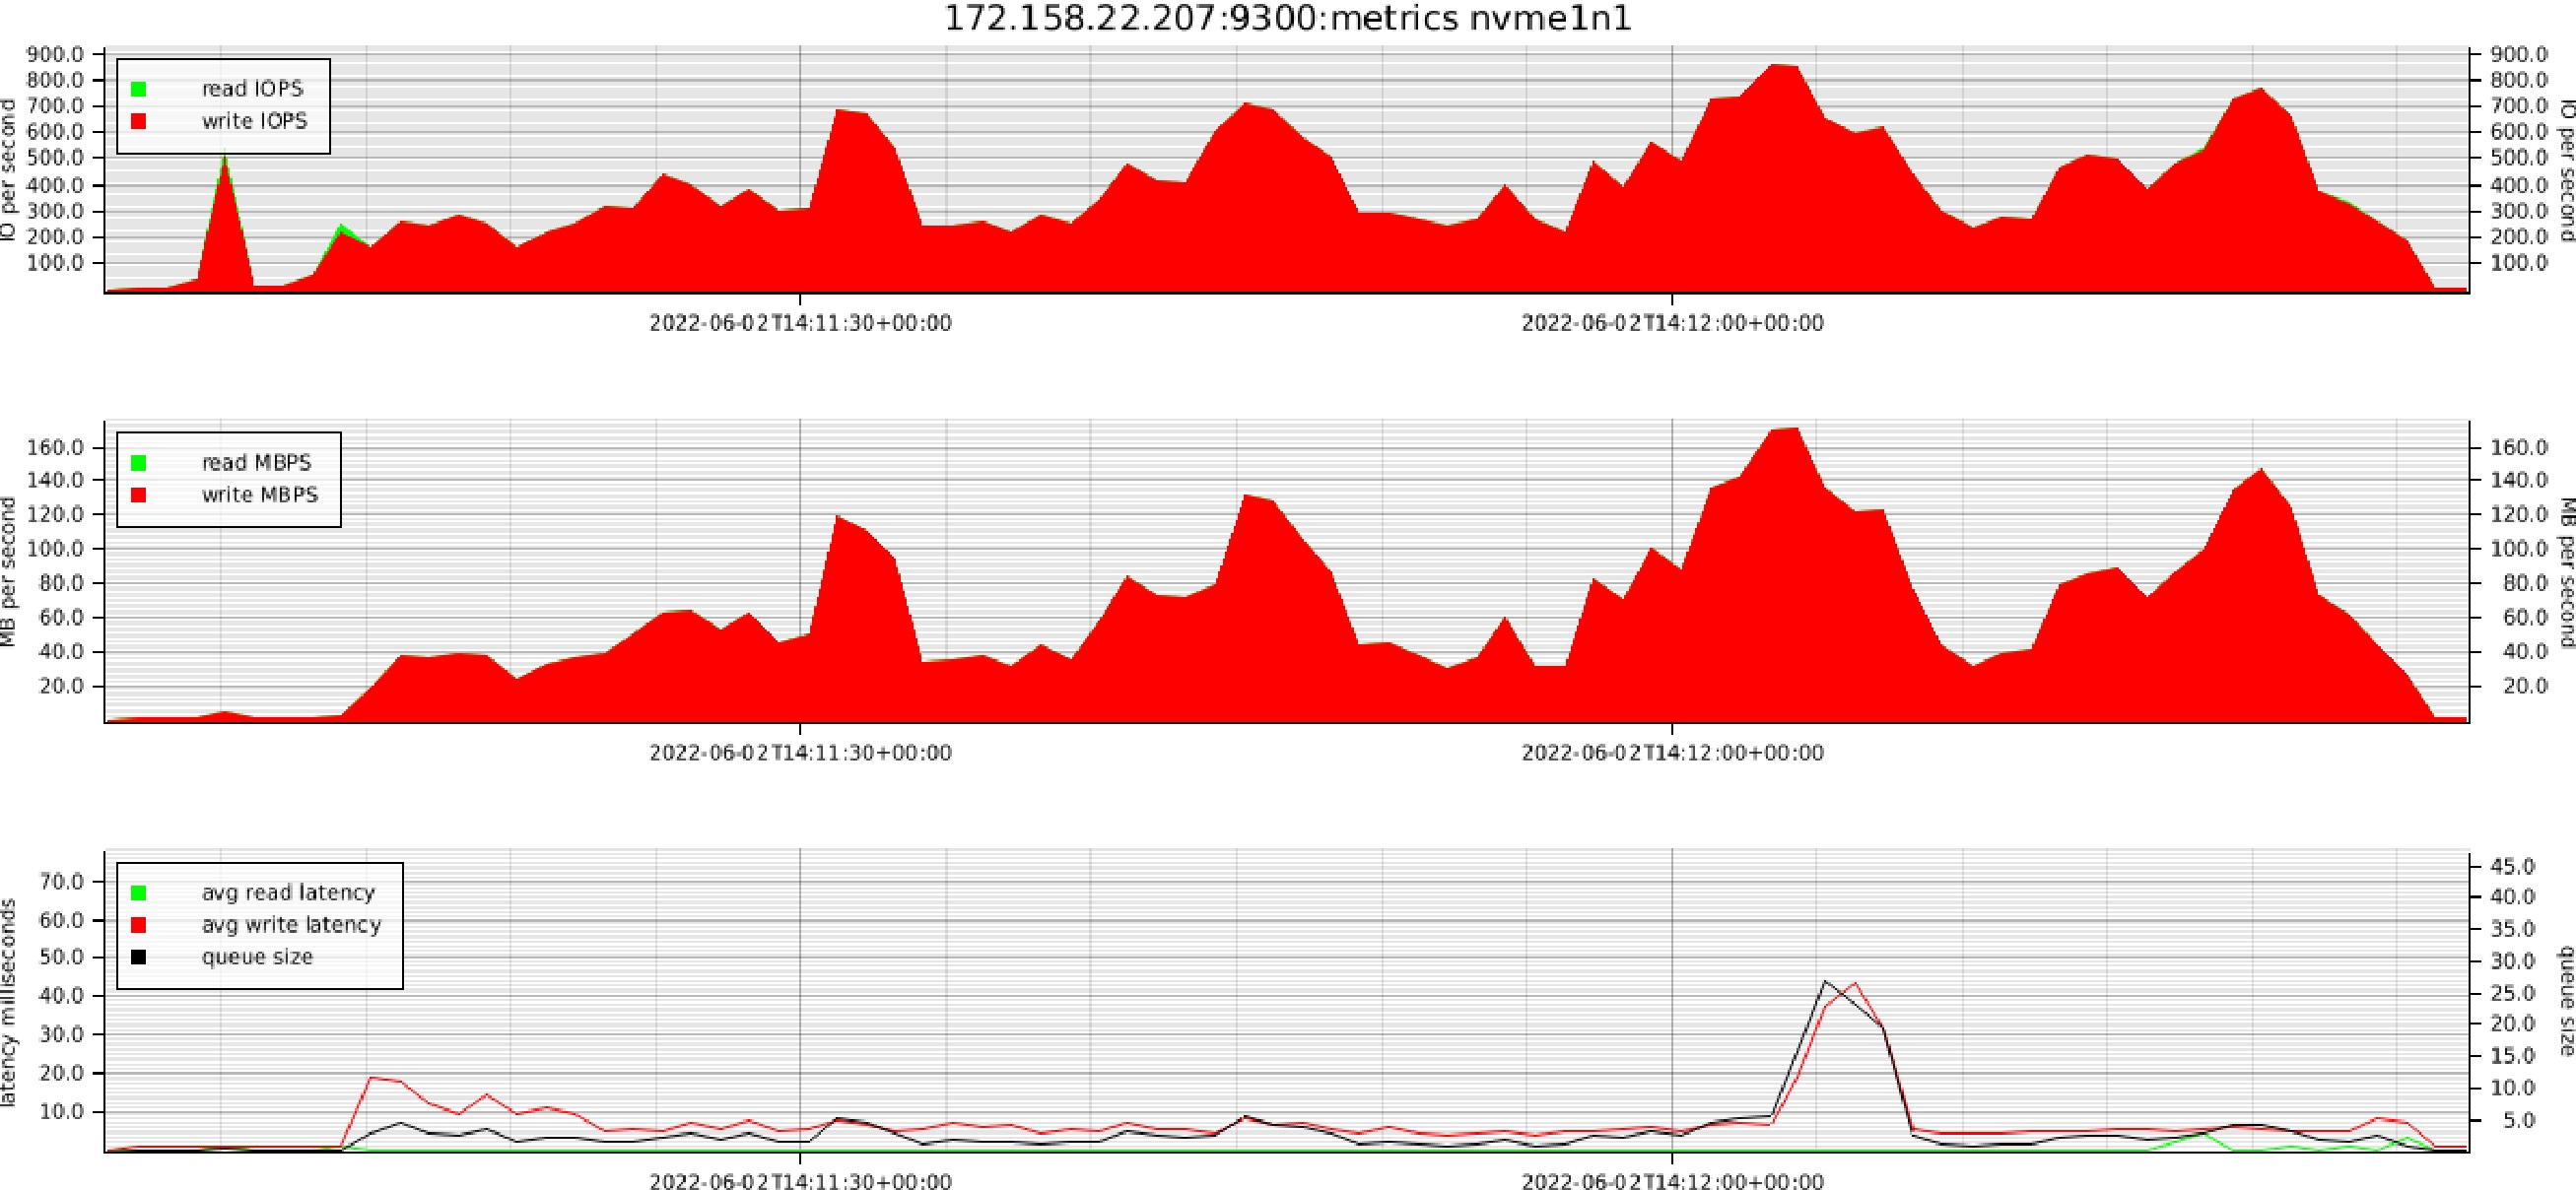 172.158.22.207:9300:metrics nvme1n1
IO per second
900.0
800.0
700.0
600.0
500.0
400.0
300.0
200.0
100.0
read IOPS
write IOPS
900.0
800.0
700.0
600.0
500.0
400.0
300.0
200.0
100.0
IO per second
2022-06-02T14:11:30+00:00
2022-06-02T14:12:00+00:00
MB per second
160.0
140.0
120.0
100.0
80.0
60.0
40.0
20.0
read MBPS
write MBPS
160.0
140.0
120.0
100.0
80.0
60.0
40.0
20.0
MB per second
2022-06-02T14:11:30+00:00
2022-06-02T14:12:00+00:00
latency milliseconds
70.0
60.0
50.0
40.0
30.0
20.0
10.0
avg read latency
avg write latency
queue size
45.0
40.0
35.0
30.0
25.0
20.0
15.0
10.0
5.0
queue size
2022-06-02T14:11:30+00:00
2022-06-02T14:12:00+00:00